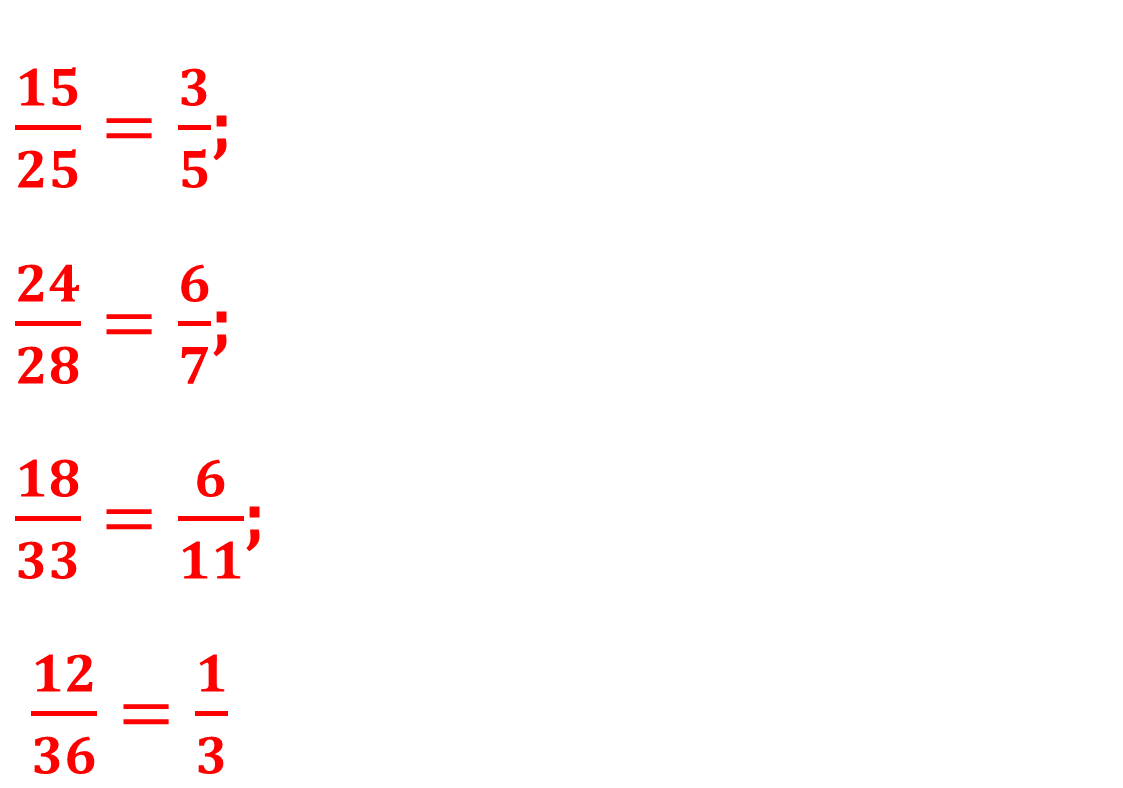 15/25 = 3/5;
24/28 = 6/7;
18/33 = 6/11;
12/36 = 1/3